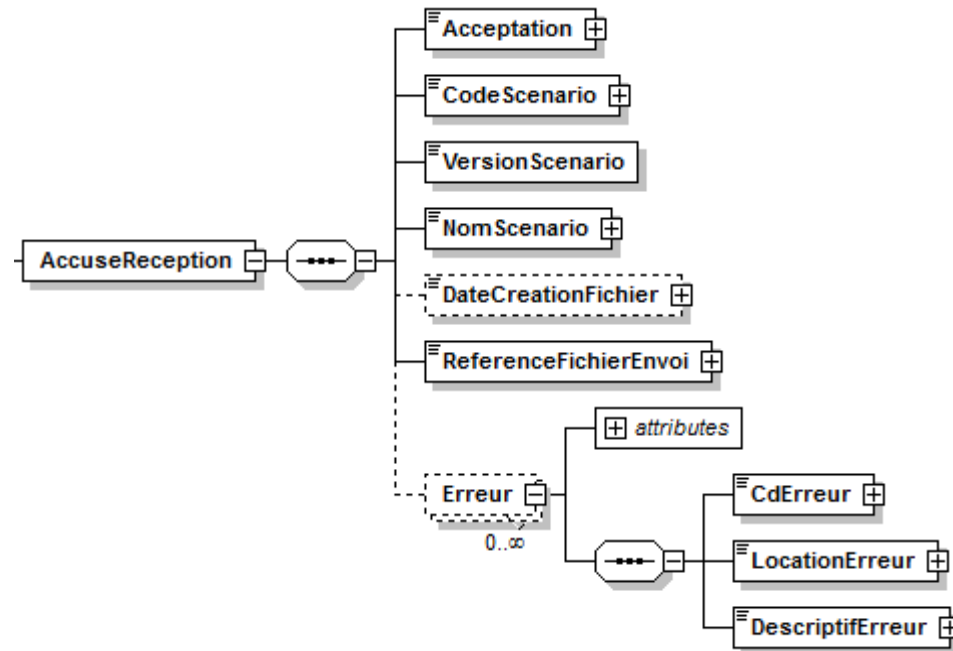 Acceptation
CodeScenario
VersionScenario
NomScenario
AccuseReception
DateCreationFichier
ReferenceFichierEnvoi
attributes
Erreur
0..∞
CdErreur
LocationErreur
DescriptifErreur